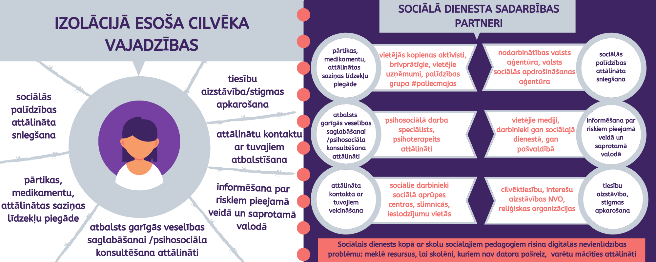 IZOLĀCIJĀ ESOŠA CILVĒKA
VAJADZĪBAS
sociālās
palīdzības
attālināta
sniegšana
tiesību
aizstāvība/stigmas
apkarošana
attālinātu kontaktu
ar tuvajiem
atbalstīšana
pārtikas,
medikamentu,
attālinātas saziņas
līdzekļu piegāde
informēšana par
riskiem pieejamā
veidā un saprotamā
valodā
atbalsts garīgās veselības
saglabāšanai /psihosociāla
konsultēšana attālināti
SOCIĀLĀ DIENESTA SADARBĪBAS
PARTNERI
pārtikas,
medikamentu,
attālinātas
saziņas līdzekļu
piegāde
vietējās kopienas aktīvisti,
brīvprātīgie, vietējie
uzņēmumi, palīdzības
grupa #paliecmajas
nodarbinātības valsts
aģentūra, valsts
sociālās apdrošināšanas
aģentūra
sociālās
palīdzības
attālināta
sniegšana
atbalsts
garīgās veselības
saglabāšanai
/psihosociāla
konsultēšana
attālināti
psihosociālā darba
speciālists,
psihoterapeits
attālināti
vietējie mediji,
darbinieki gan sociālajā
dienestā, gan
pašvaldībā
informēšana par
riskiem pieejamā
veidā un
saprotamā
valodā
attālināta
kontakta ar
tuvajiem
veicināšana
sociālie darbinieki
sociālā aprūpes
centros, slimnīcās,
ieslodzījumu vietās
cilvēktiesību, interešu
aizstāvības NVO,
reliģiskas organizācijas
tiesību
aizstāvība,
stigmas
apkarošana
Sociālais dienests kopā ar skolu sociālajiem pedagogiem risina digitālās nevienlīdzības
problēmu: meklē resursus, lai skolēni, kuriem nav datora pašreiz, varētu mācīties attālināti